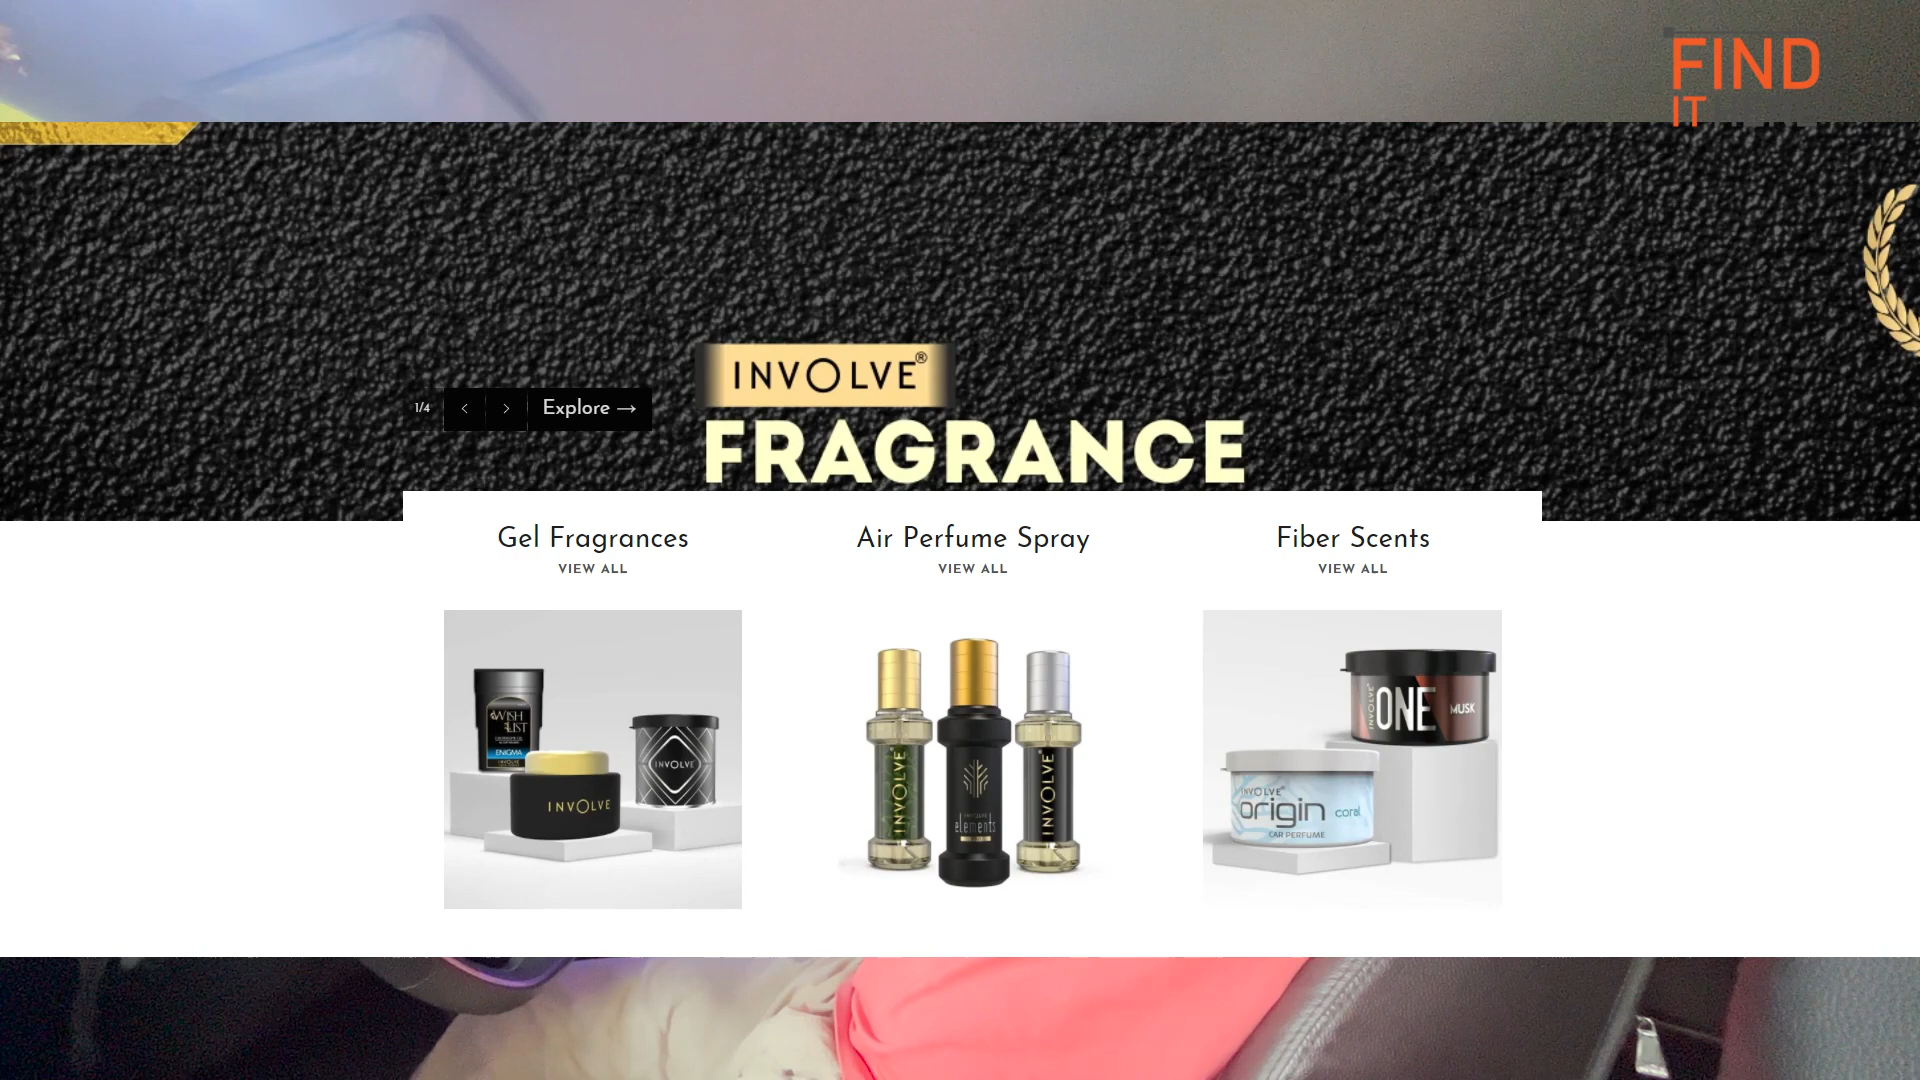 FIND
IT
INVOLVE®
1/4
Explore →
FRAGRANCE
Gel Fragrances
VIEW ALL
Air Perfume Spray
VIEW ALL
Fiber Scents
VIEW ALL
WISH
LIST
ENIGMA
INVOLVE
INVOLVE
INVOLVE
elements
INVOLVE
INVOLVE
ONE
MUSK
INVOLVE
origin
coral
CAR PERFUME